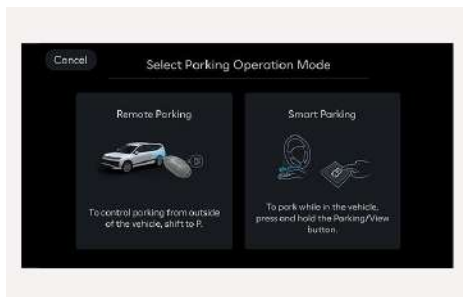 Cancel
Select Parking Operation Mode
Remote Parking
Smart Parking
To control parking from outside
of the vehicle, shift to P.
To park while in the vehicle,
press and hold the Parking/View
button.